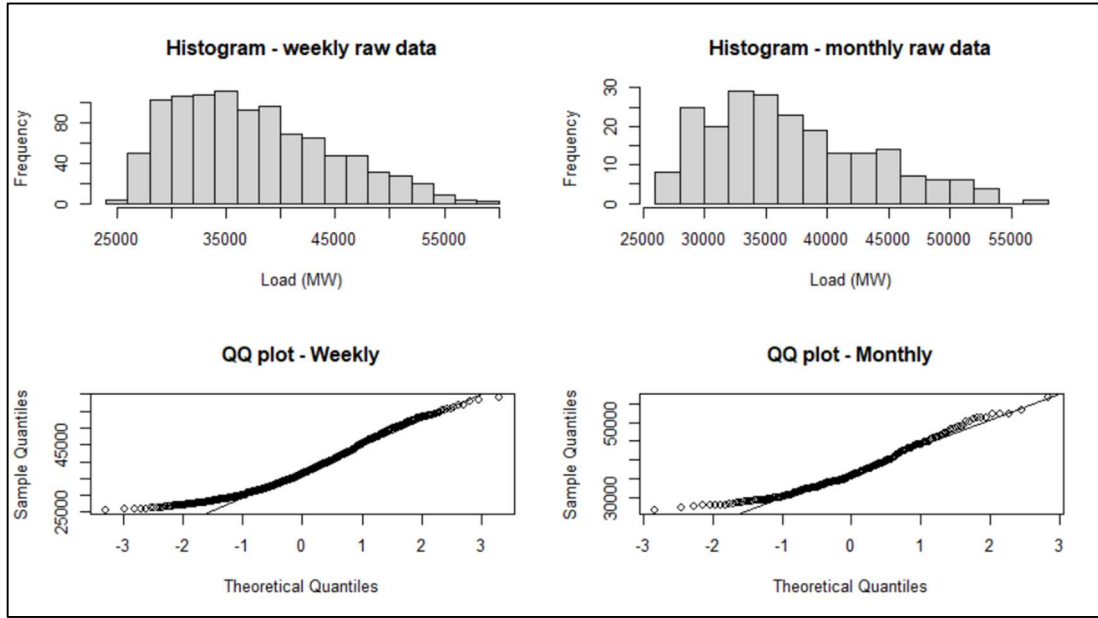 Histogram - weekly raw data
Frequency
0
40
80
25000 35000 45000 55000
Load (MW)
Histogram - monthly raw data
Frequency
0
10
20
30
25000 30000 35000 40000 45000 50000 55000
Load (MW)
QQ plot - Weekly
Sample Quantiles
25000
45000
-3 -2 -1 0 1 2 3
Theoretical Quantiles
QQ plot - Monthly
Sample Quantiles
30000
50000
-3 -2 -1 0 1 2 3
Theoretical Quantiles